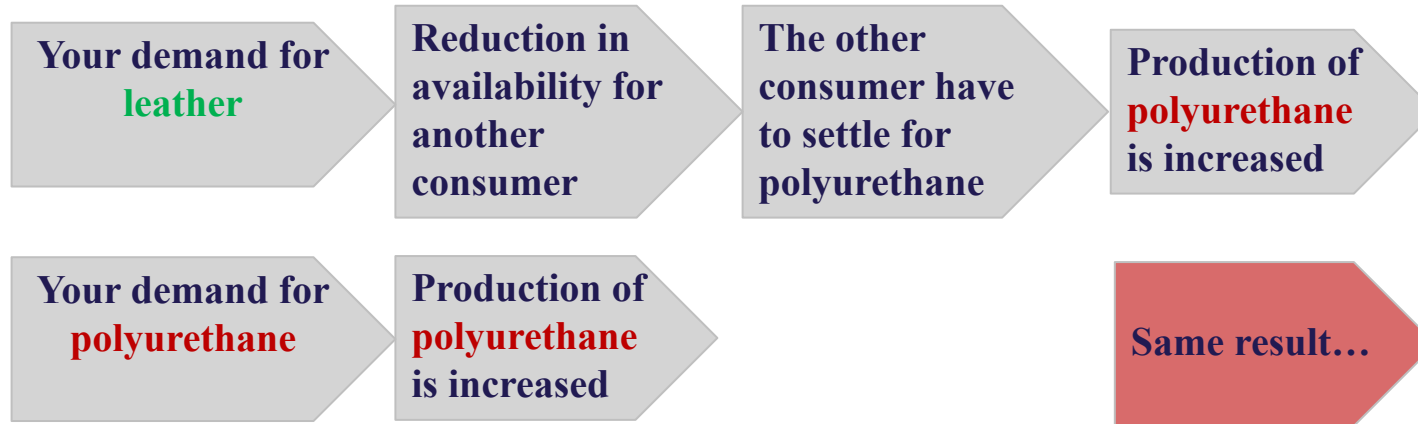 Your demand for
leather
Reduction in
availability for
another
consumer
The other
consumer have
to settle for
polyurethane
Production of
polyurethane
is increased
Your demand for
polyurethane
Production of
polyurethane
is increased
Same result…